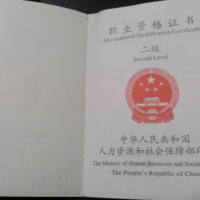 职业资格证书
Occupational Qualification Certificate
二级
Second Level
中华人民共和国
人力资源和社会保障部印
The Ministry of Human Resources and Social
The People's Republic of China